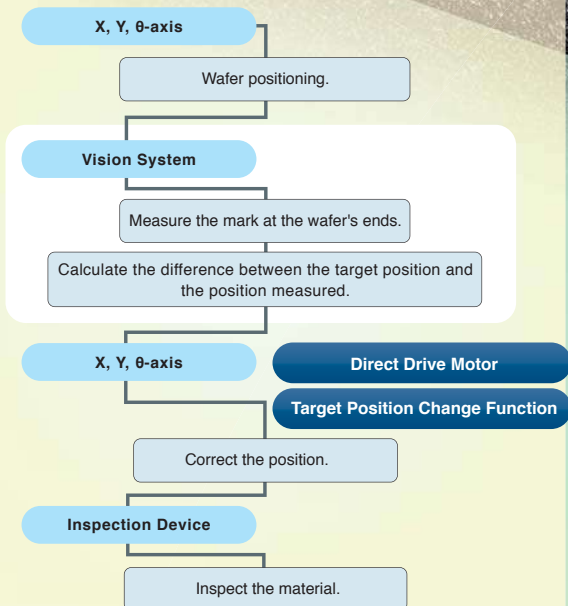 X, Y, θ-axis
Wafer positioning.
Vision System
Measure the mark at the wafer's ends.
Calculate the difference between the target position and
the position measured.
X, Y, θ-axis
Direct Drive Motor
Target Position Change Function
Correct the position.
Inspection Device
Inspect the material.